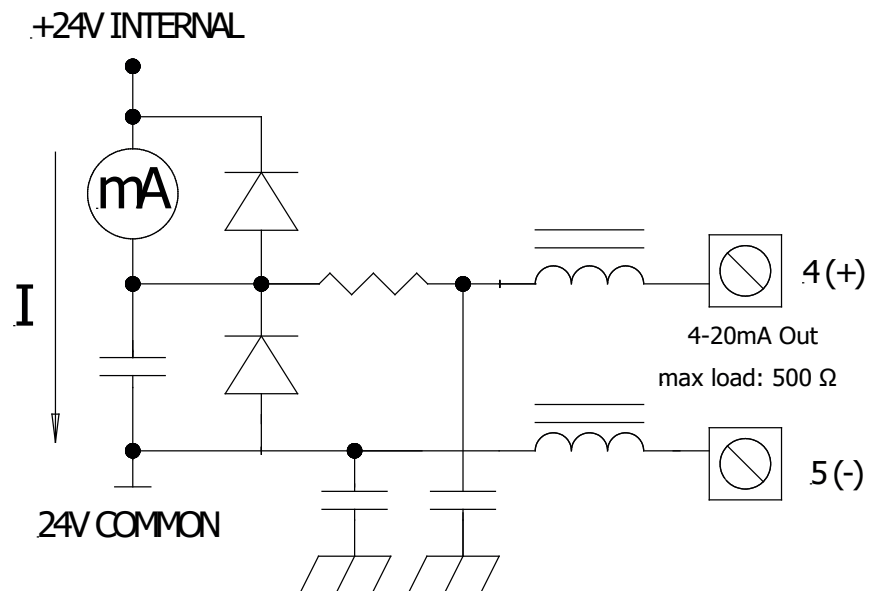 +24V INTERNAL
mA
I
4 (+)
4-20mA Out
max load: 500 Ω
5 (-)
24V COMMON